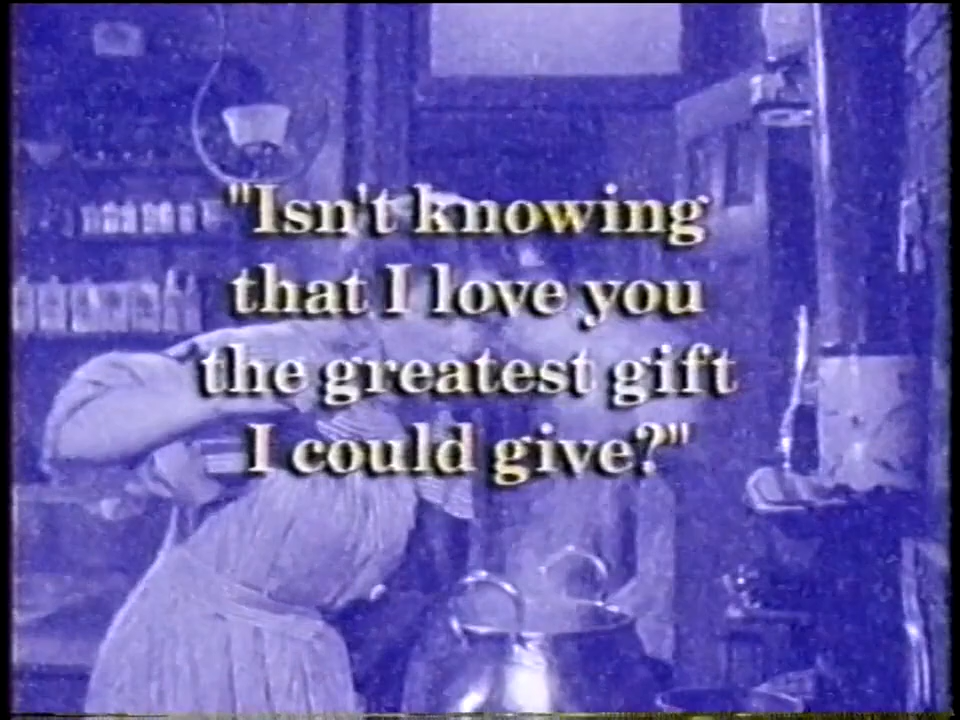 "Isn't knowing
that I love you
the greatest gift
I could give?"